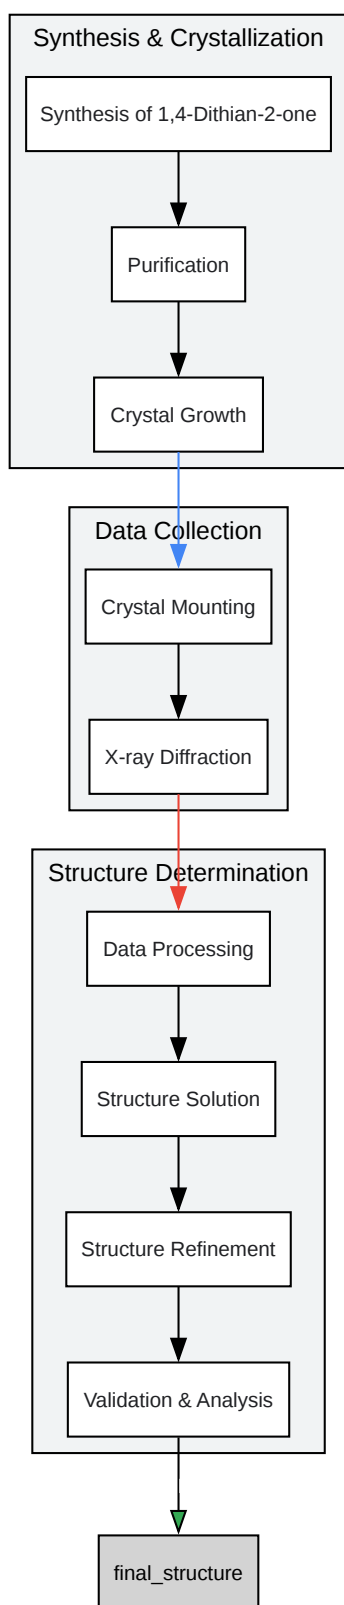 Synthesis & Crystallization
Synthesis of 1,4-Dithian-2-one
Purification
Crystal Growth
Data Collection
Crystal Mounting
X-ray Diffraction
Structure Determination
Data Processing
Structure Solution
Structure Refinement
Validation & Analysis
final_structure